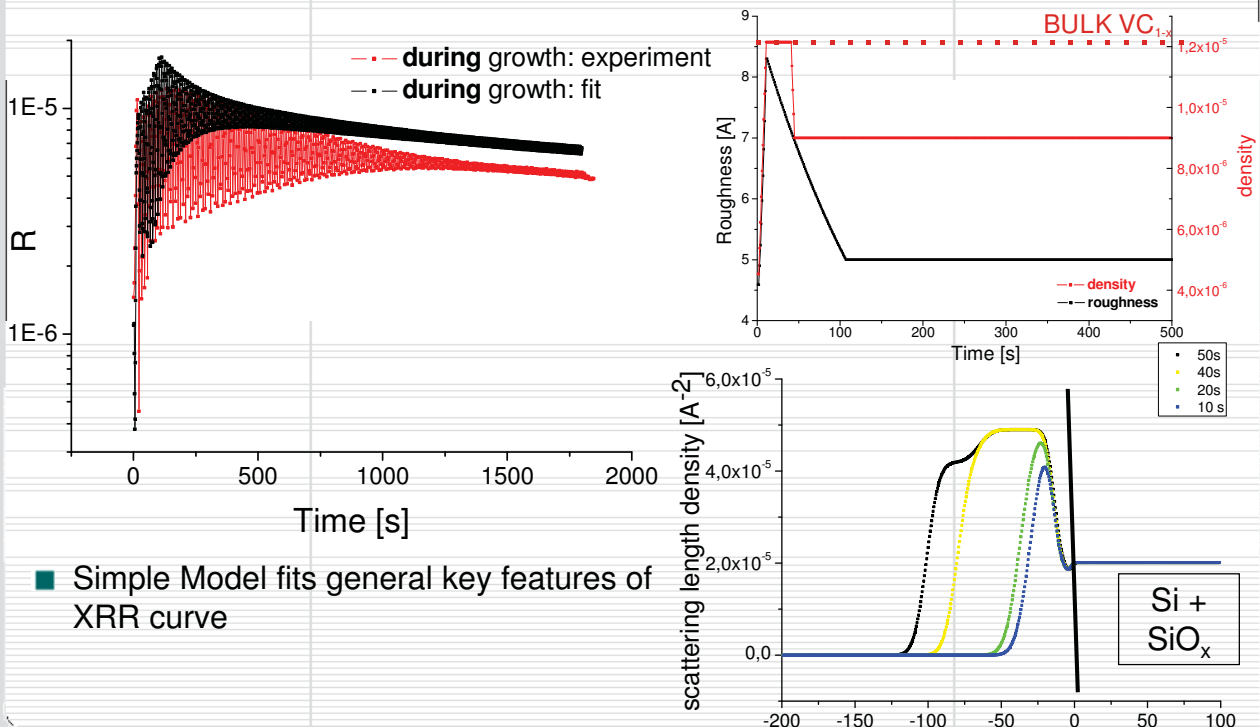 during growth: experiment
during growth: fit
1E-5
1E-6
R
0 500 1000 1500 2000
Time [s]
Simple Model fits general key features of
XRR curve
BULK VC1-x
9
8
7
6
5
4
Roughness [A]
1,2x10-5
1,0x10-5
8,0x10-6
6,0x10-6
4,0x10-6
density
density
roughness
0 100 200 300 400 500
Time [s]
50s
40s
20s
10 s
6,0x10-5
4,0x10-5
2,0x10-5
0,0
scattering length density [A-2]
Si +
SiOx
-200 -150 -100 -50 0 50 100